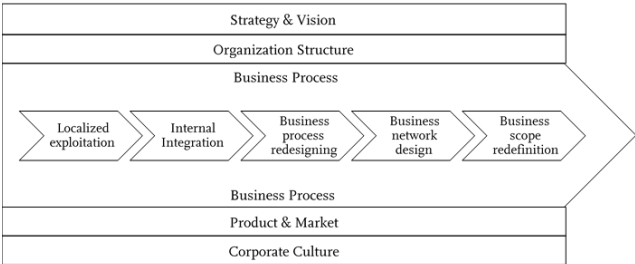 Strategy & Vision
Organization Structure
Business Process
Localized
exploitation
Internal
Integration
Business
process
redesigning
Business
network
design
Business
scope
redefinition
Business Process
Product & Market
Corporate Culture